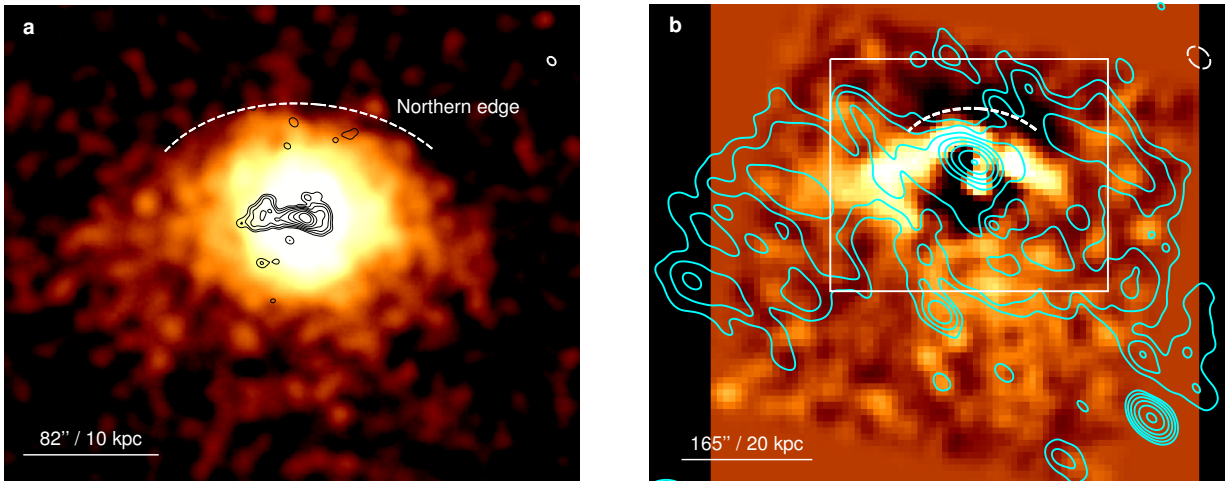 a
Northern edge
82’’ / 10 kpc
b
165’’ / 20 kpc